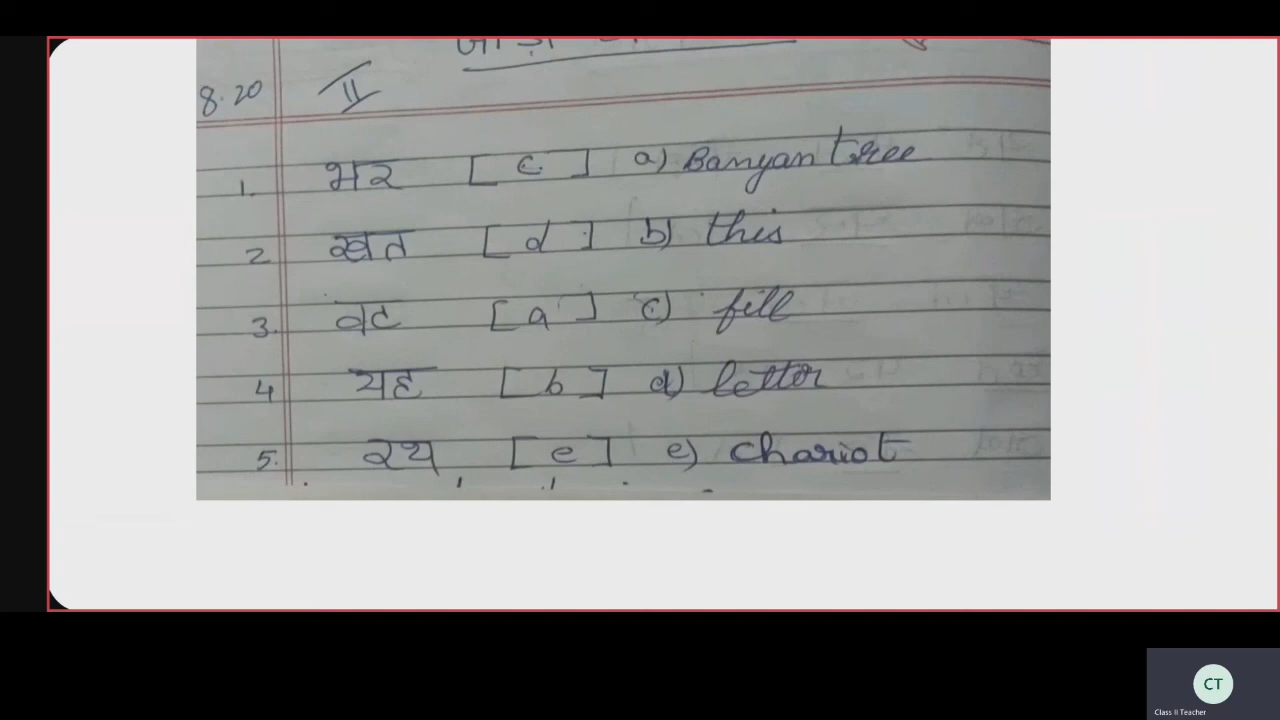 8.20 II
1. भर [ c ] a) Banyan tree
2 खत [ d ] b) this
3. वट [ a ] c) fill
4 यह [ b ] d) letter
5. रथ [ e ] e) chariot
CT
Class II Teacher